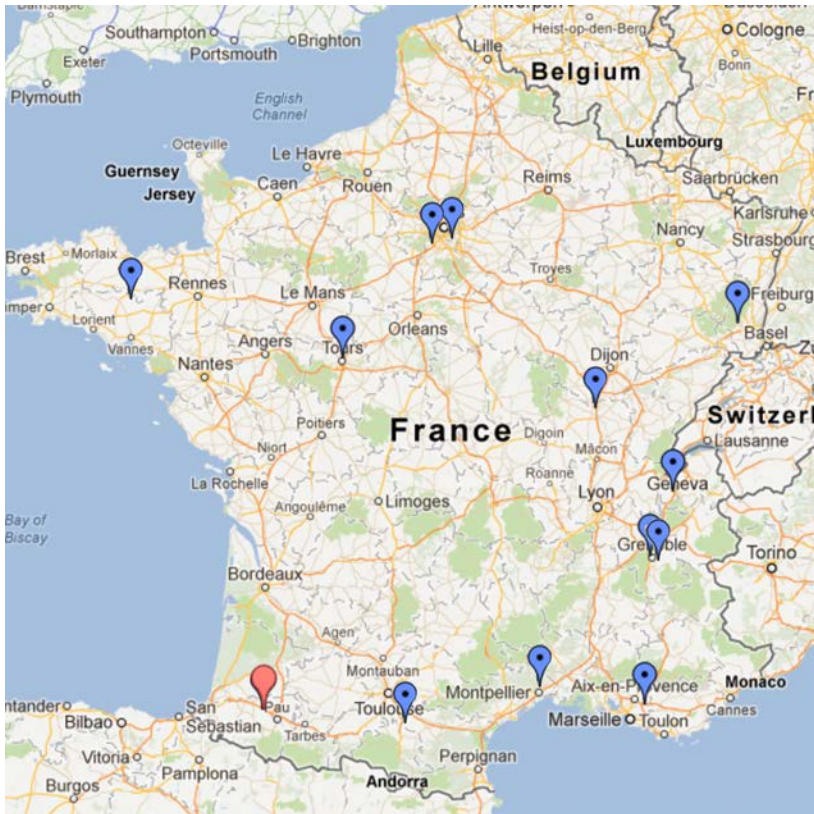 Southampton
Portsmouth
Brighton
Heist-op-den-Berg
Cologne
Exeter
Lille
Bonn
Plymouth
Belgium
English
Channel
Luxembourg
Octeville
Le Havre
Guernsey
Jersey
Rouen
Reims
Saarbrücken
Caen
Karlsruhe
Nancy
Strasbourg
Brest
Morlaix
Rennes
Troyes
Freiburg
Le Mans
Lorient
Orleans
Basel
Vannes
Angers
Tours
Nantes
Dijon
France
Poitiers
Digoin
Lausanne
Niort
Mâcon
La Rochelle
Roanne
Geneva
Limoges
Lyon
Angoulême
Bay of
Biscay
Torino
Bordeaux
Agen
Montauban
Montpellier
Aix-en-Provence
Monaco
Cannes
Pau
Toulouse
Marseille
Toulon
Bilbao
San
Sebastian
Tarbes
Vitoria
Perpignan
Pamplona
Andorra
Burgos